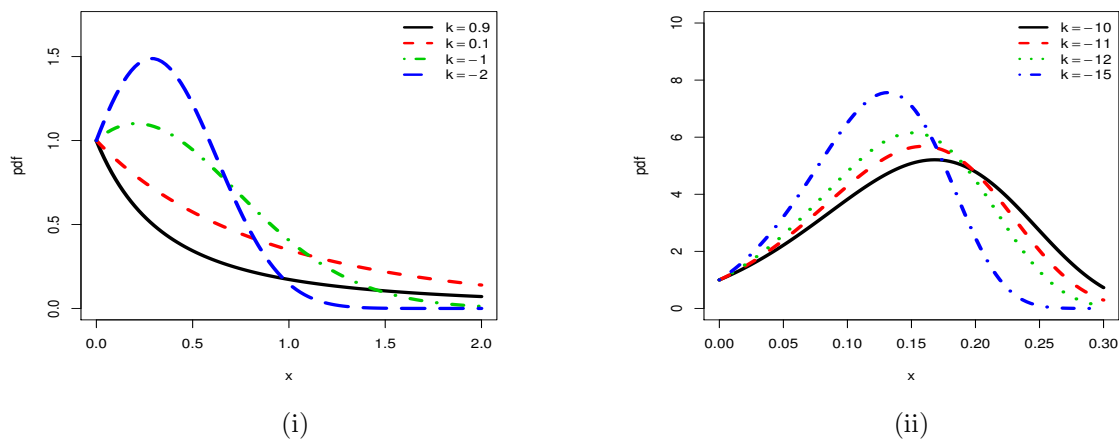 k = 0.9
k = 0.1
k = −1
k = −2
1.5
1.0
0.5
0.0
pdf
0.0 0.5 1.0 1.5 2.0
x
(i)
k = −10
k = −11
k = −12
k = −15
10
8
6
4
2
0
pdf
0.00 0.05 0.10 0.15 0.20 0.25 0.30
x
(ii)